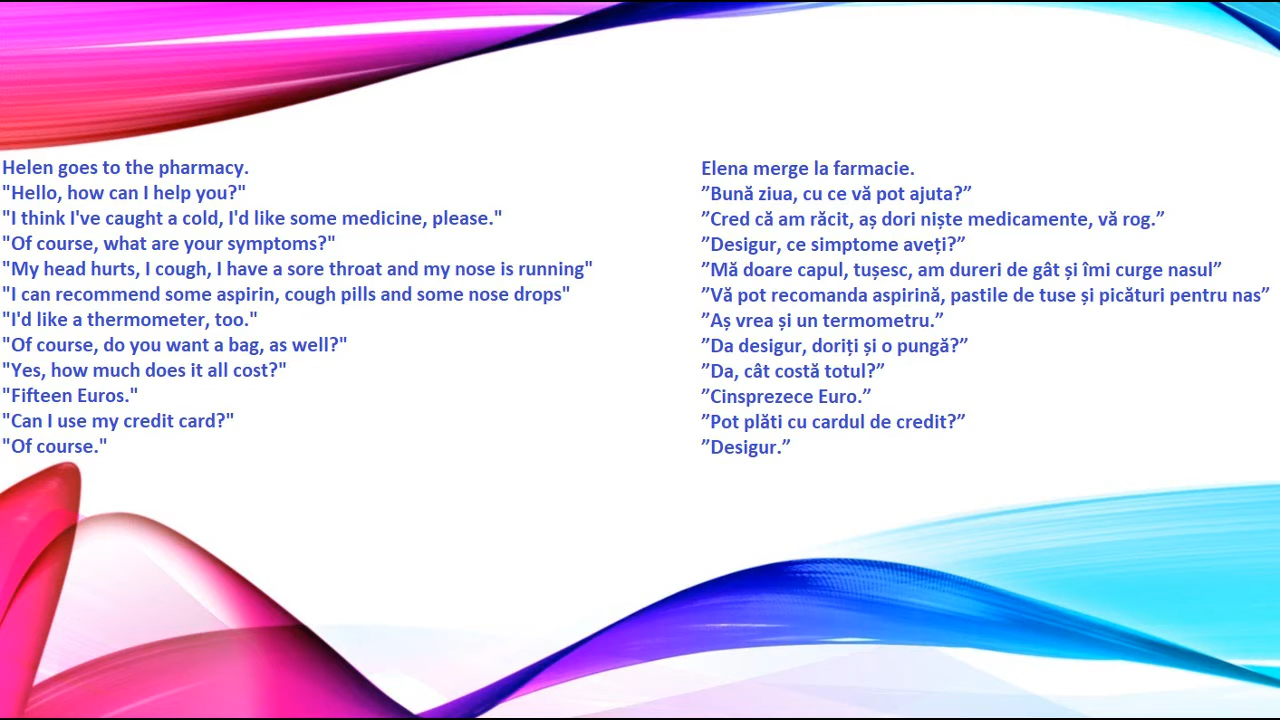 Helen goes to the pharmacy.
"Hello, how can I help you?"
"I think I've caught a cold, I'd like some medicine, please."
"Of course, what are your symptoms?"
"My head hurts, I cough, I have a sore throat and my nose is running"
"I can recommend some aspirin, cough pills and some nose drops"
"I'd like a thermometer, too."
"Of course, do you want a bag, as well?"
"Yes, how much does it all cost?"
"Fifteen Euros."
"Can I use my credit card?"
"Of course."
Elena merge la farmacie.
”Bună ziua, cu ce vă pot ajuta?”
”Cred că am răcit, aș dori niște medicamente, vă rog.”
”Desigur, ce simptome aveți?”
”Mă doare capul, tușesc, am dureri de gât și îmi curge nasul”
”Vă pot recomanda aspirină, pastile de tuse și picături pentru nas”
”Aș vrea și un termometru.”
”Da desigur, doriți și o pungă?”
”Da, cât costă totul?”
”Cinsprezece Euro.”
”Pot plăti cu cardul de credit?”
”Desigur.”